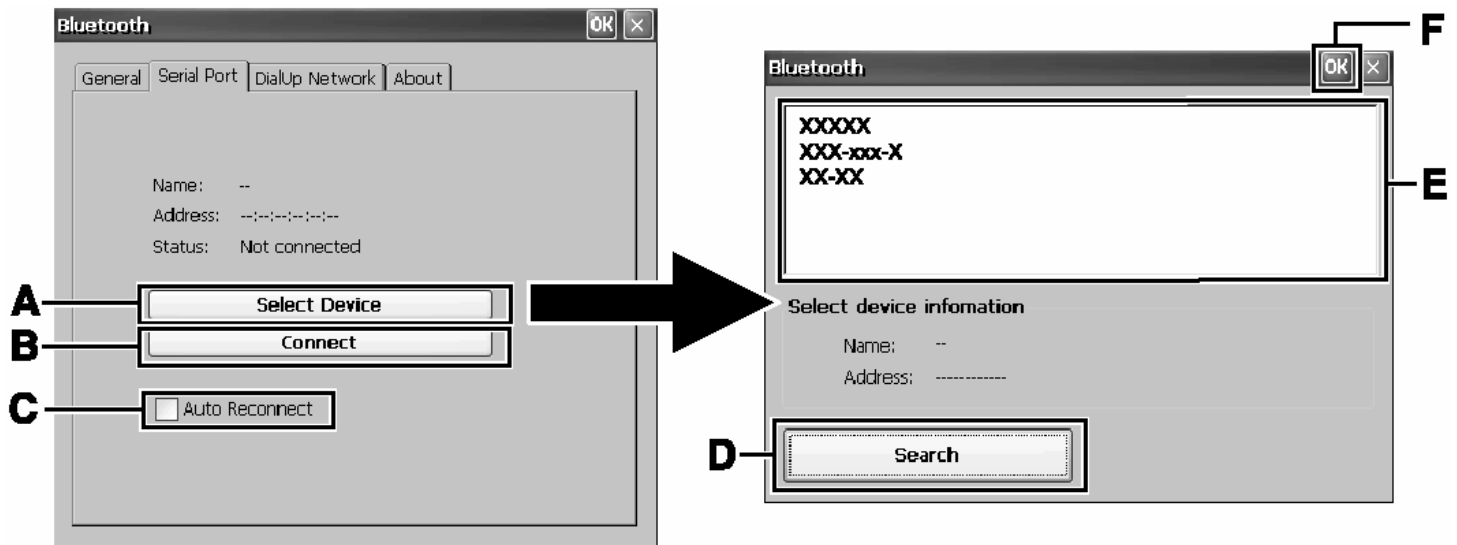 Bluetooth OK ×
General Serial Port DialUp Network About
Name: --
Address: --:--:--:--:--:--
Status: Not connected
A Select Device
B Connect
C Auto Reconnect
F
Bluetooth OK ×
XXXXX
XXX-xxx-X
XX-XX
E
Select device infomation
Name: --
Address: ------------
D Search